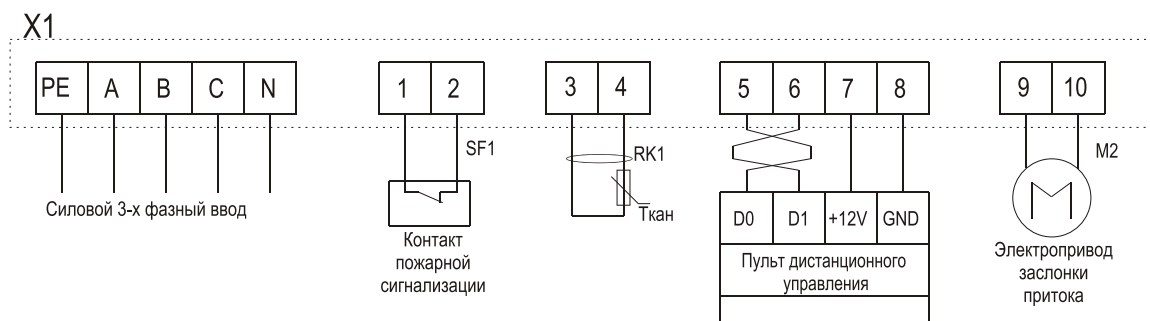 X1
PE A B C N 1 2 3 4 5 6 7 8 9 10
SF1 RK1 M2
Силовой 3-х фазный ввод
Ткан
D0 D1 +12V GND
M
Контакт
пожарной
сигнализации
Пульт дистанционного
управления
Электропривод
заслонки
притока